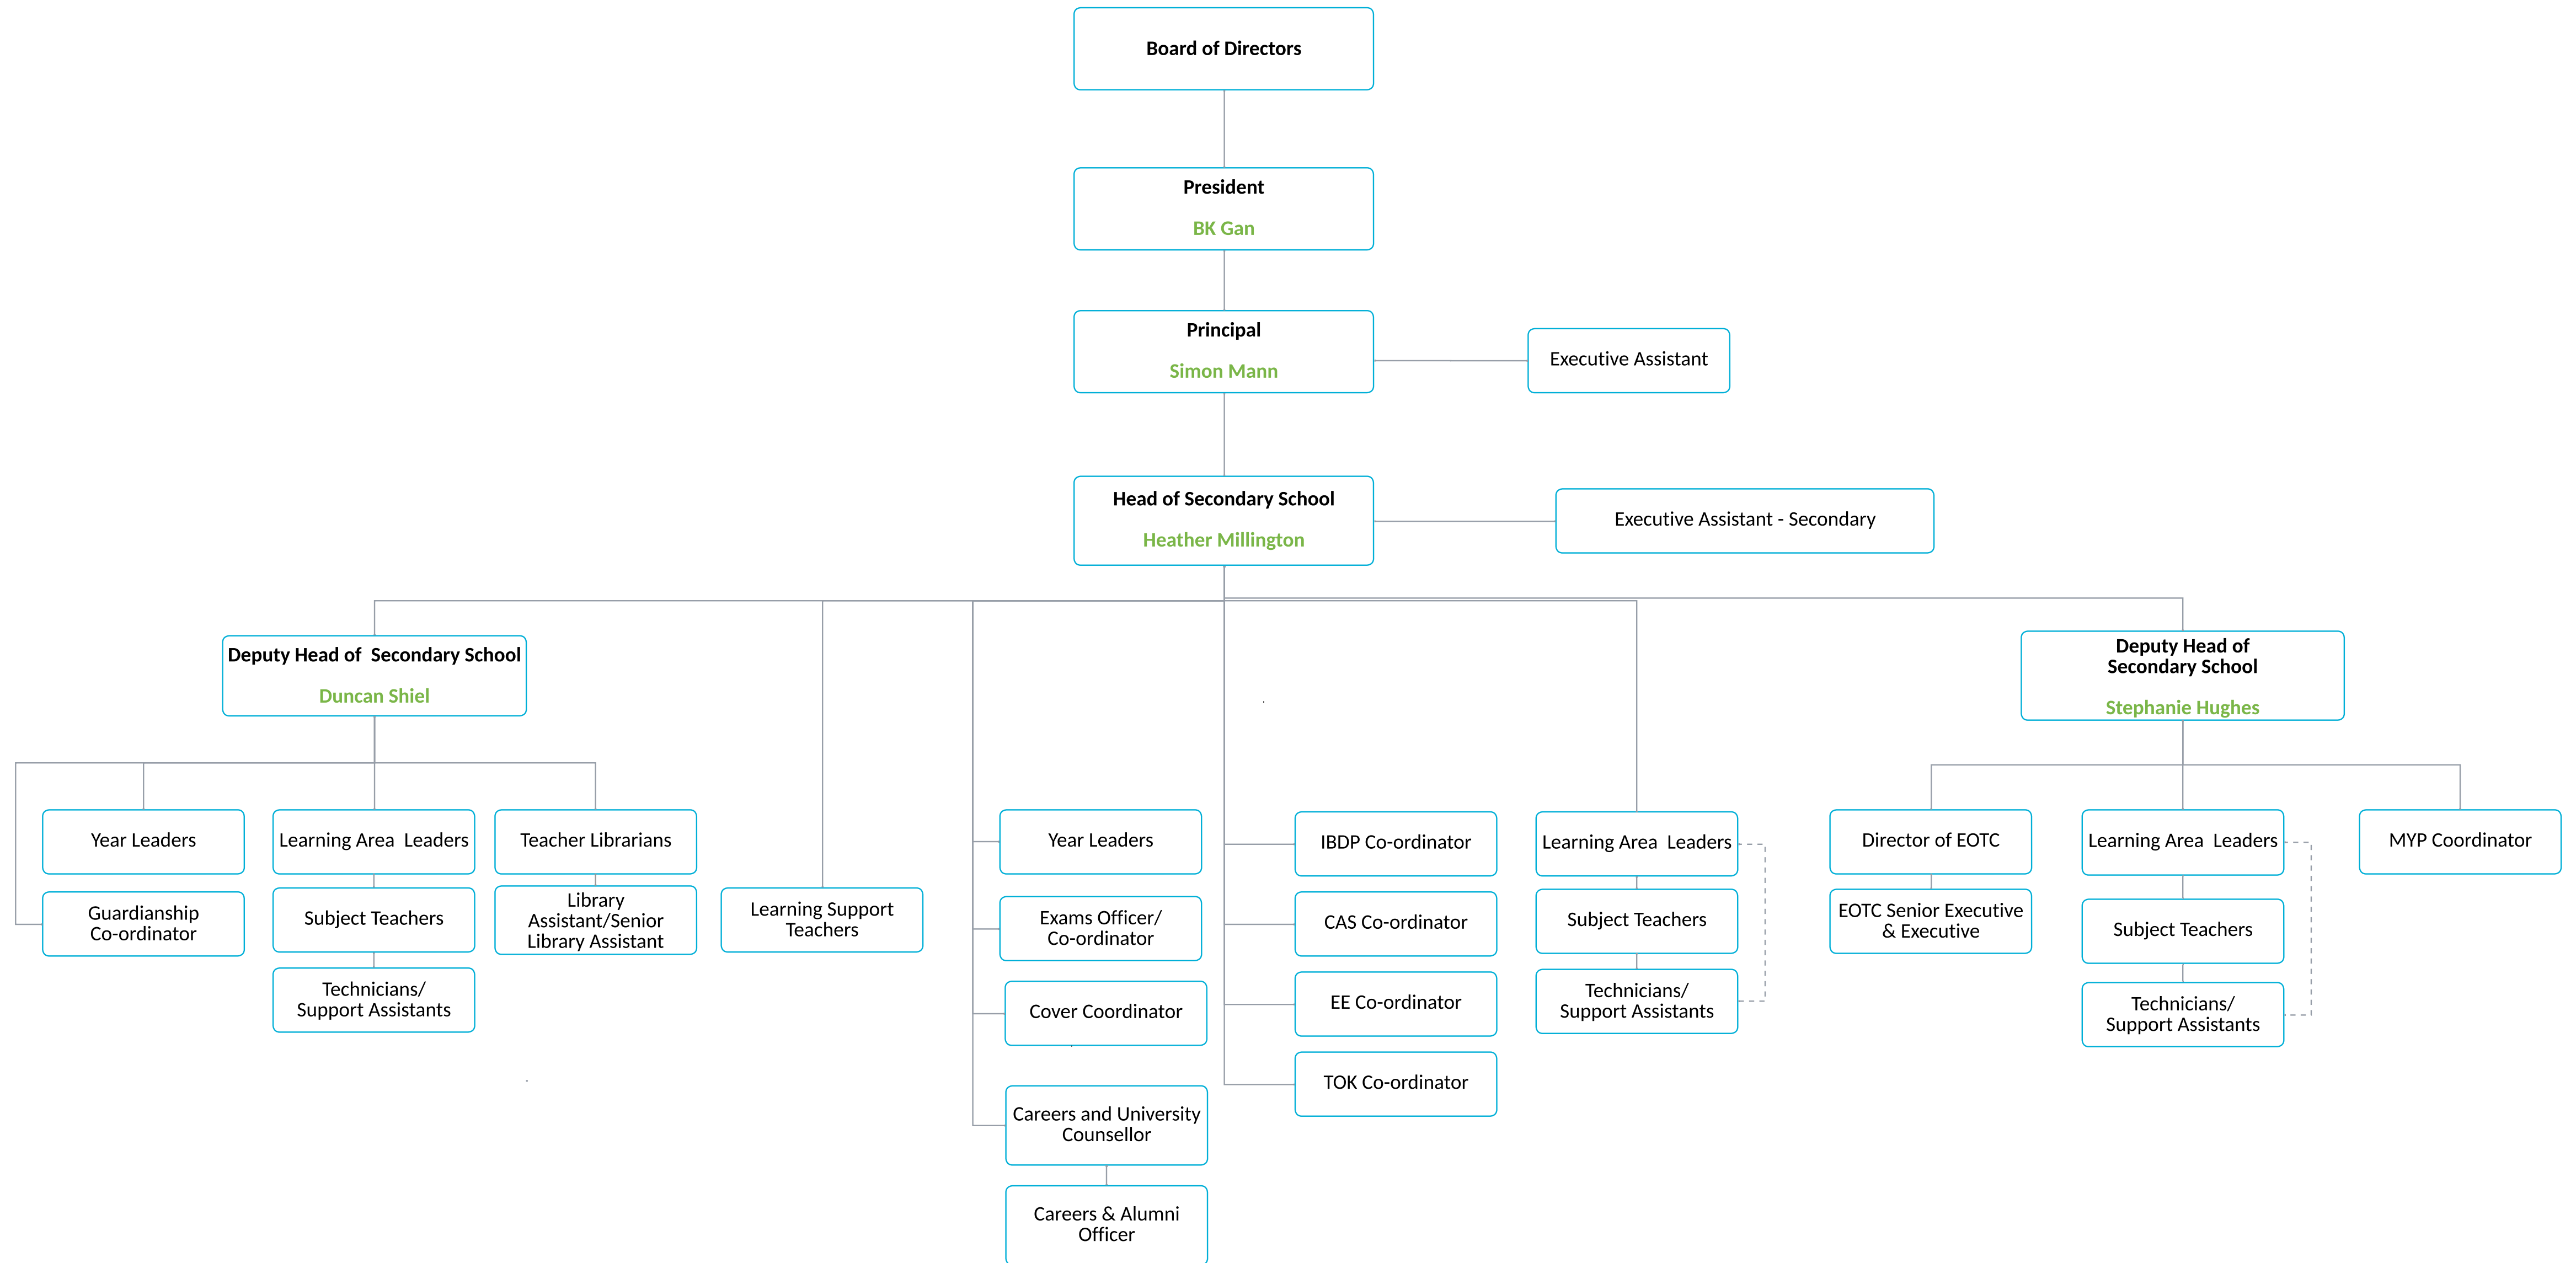 Board of Directors
President
BK Gan
Principal
Simon Mann
Executive Assistant
Head of Secondary School
Heather Millington
Executive Assistant - Secondary
Deputy Head of  Secondary School
Duncan Shiel
Deputy Head of
Secondary School
Stephanie Hughes
Year Leaders
Guardianship
Co-ordinator
Learning Area  Leaders
Subject Teachers
Technicians/
Support Assistants
Teacher Librarians
Library
Assistant/Senior
Library Assistant
Learning Support
Teachers
Year Leaders
Exams Officer/
Co-ordinator
Cover Coordinator
Careers and University
Counsellor
Careers & Alumni
Officer
IBDP Co-ordinator
CAS Co-ordinator
EE Co-ordinator
TOK Co-ordinator
Learning Area  Leaders
Subject Teachers
Technicians/
Support Assistants
Director of EOTC
EOTC Senior Executive
& Executive
Learning Area  Leaders
Subject Teachers
Technicians/
Support Assistants
MYP Coordinator